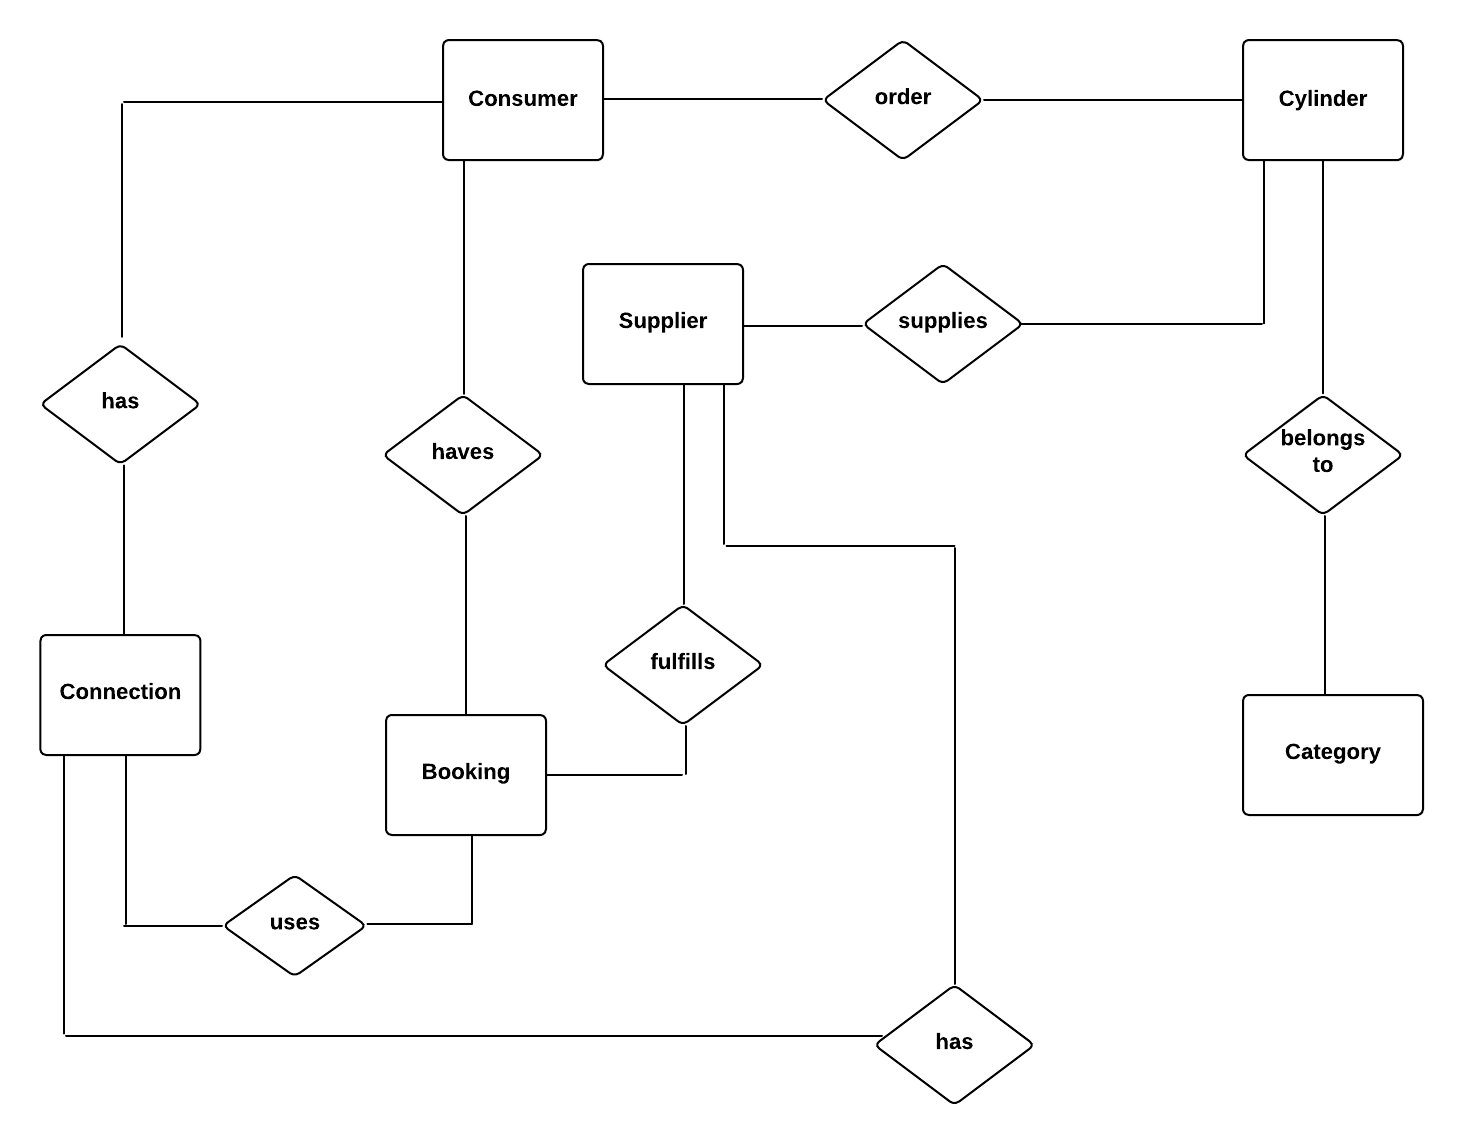 Consumer
order
Cylinder
Supplier
supplies
has
haves
belongs
to
fulfills
Connection
Booking
Category
uses
has